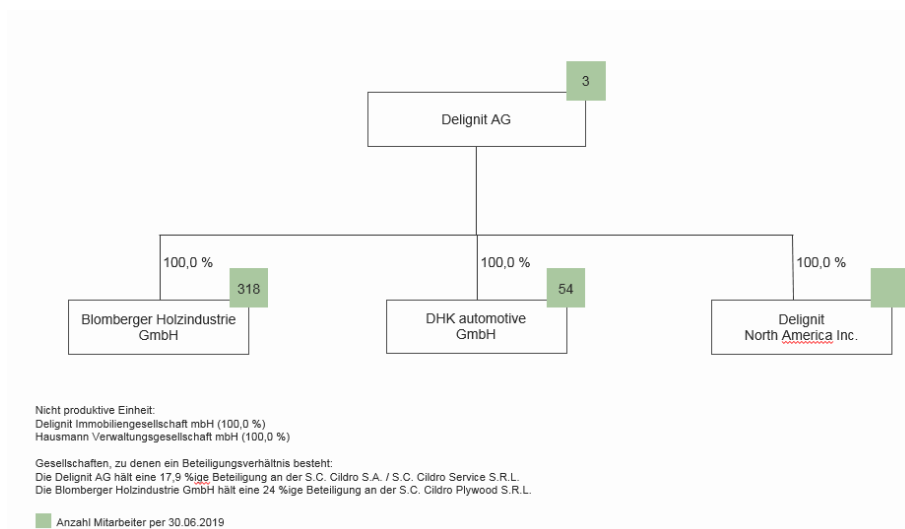 3
Delignit AG
100,0 %
100,0 %
100,0 %
318
54
Blomberger Holzindustrie
GmbH
DHK automotive
GmbH
Delignit
North America Inc.
Nicht produktive Einheit:
Delignit Immobiliengesellschaft mbH (100,0 %)
Hausmann Verwaltungsgesellschaft mbH (100,0 %)
Gesellschaften, zu denen ein Beteiligungsverhältnis besteht:
Die Delignit AG hält eine 17,9 %ige Beteiligung an der S.C. Cildro S.A. / S.C. Cildro Service S.R.L.
Die Blomberger Holzindustrie GmbH hält eine 24 %ige Beteiligung an der S.C. Cildro Plywood S.R.L.
Anzahl Mitarbeiter per 30.06.2019